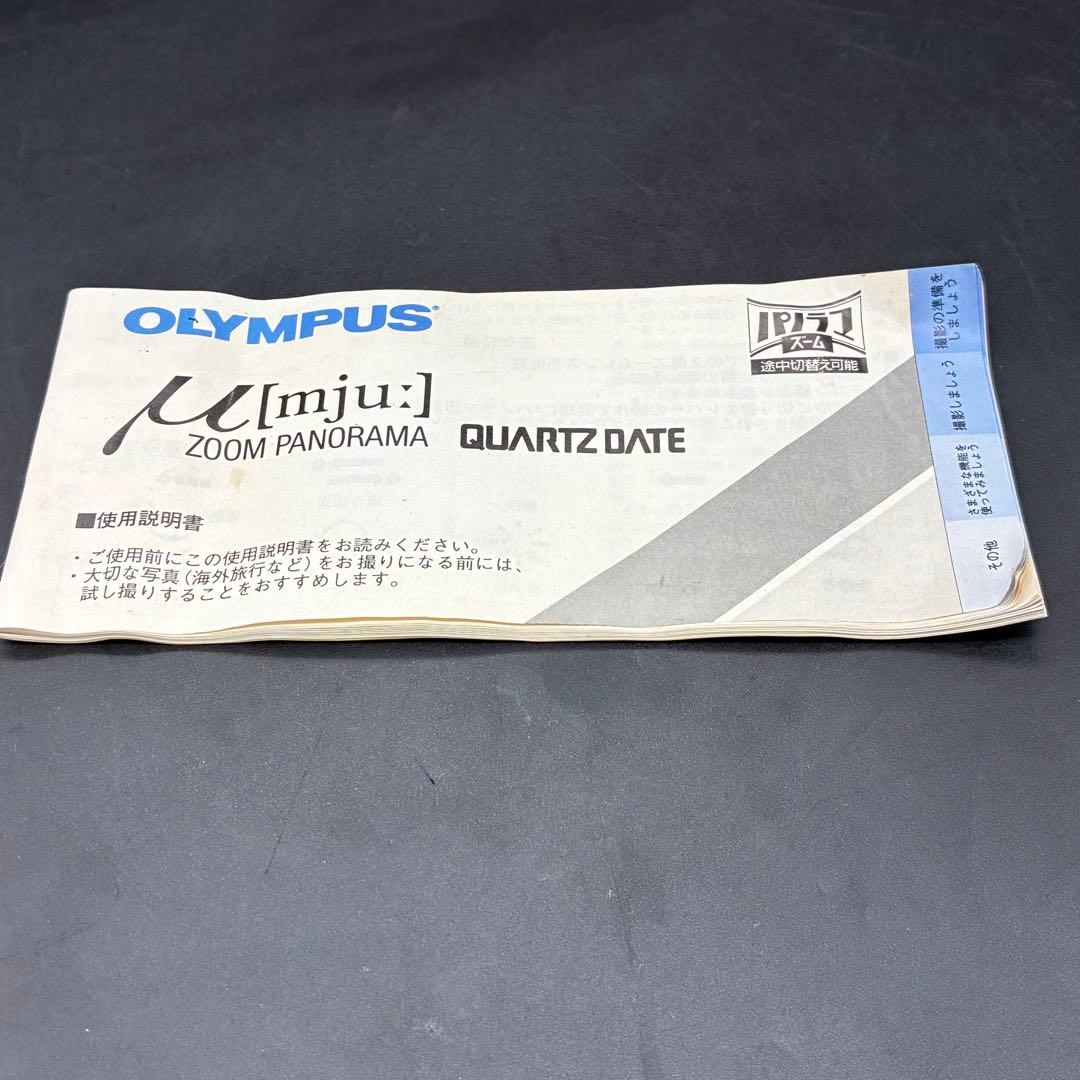 OLYMPUS®
μ[mju:]
ZOOM PANORAMA QUARTZ DATE
パノラマ
ズーム
途中切替え可能
■使用説明書
・ご使用前にこの使用説明書をお読みください。
・大切な写真(海外旅行など)をお撮りになる前には、
試し撮りすることをおすすめします。
撮影の準備を
しましょう
撮影しましょう
さまざまな機能を
使ってみましょう
その他